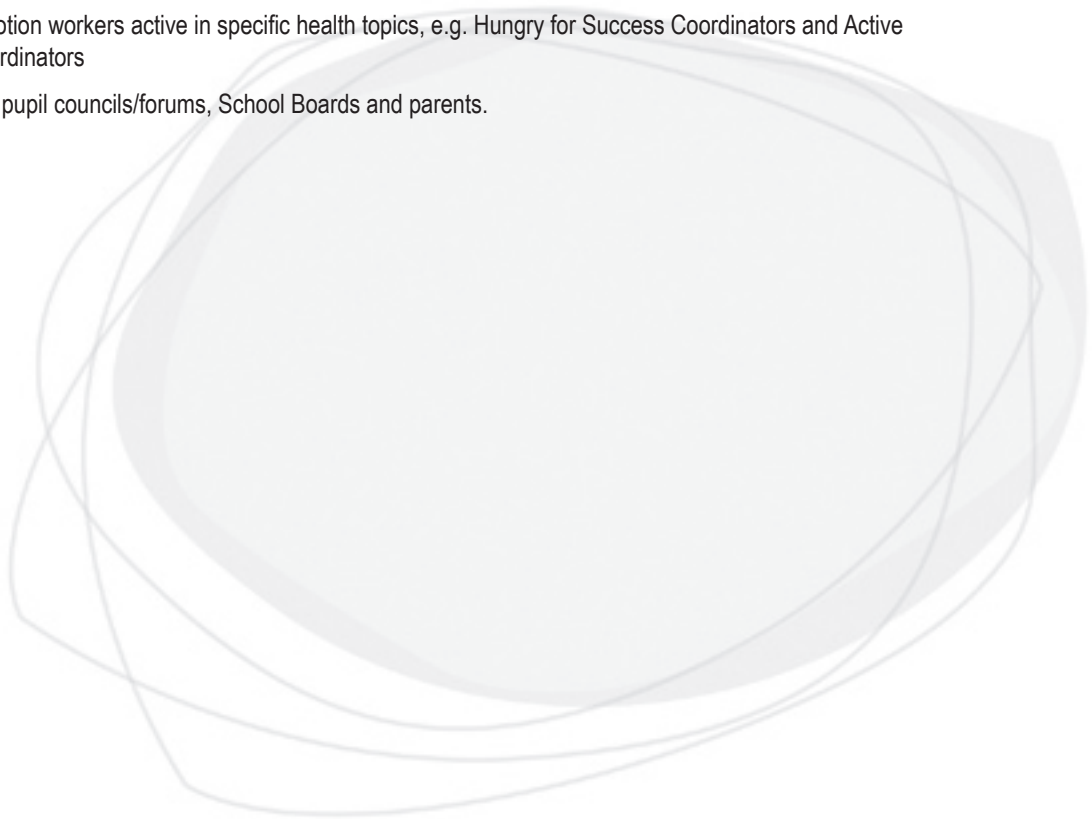 otion workers active in specific health topics, e.g. Hungry for Success Coordinators and Active
rdinators
pupil councils/forums, School Boards and parents.